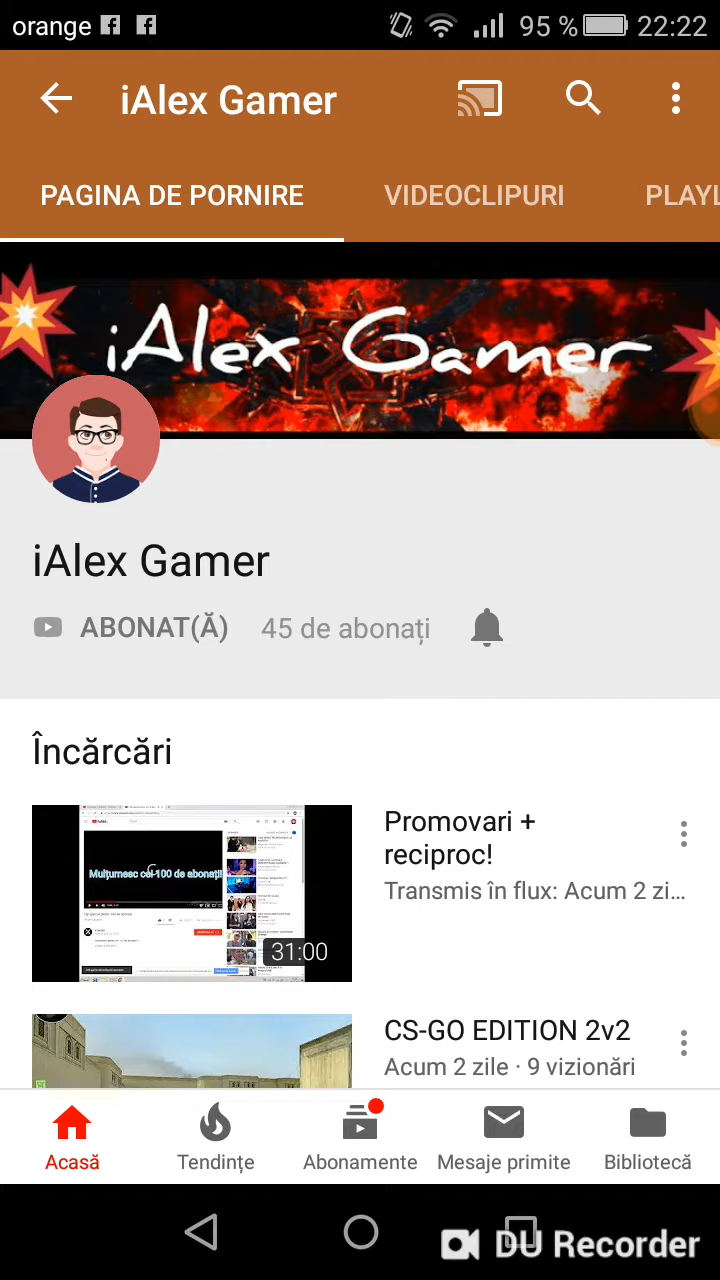 orange 95 % 22:22
iAlex Gamer
PAGINA DE PORNIRE VIDEOCLIPURI PLAYL
iAlex Gamer
iAlex Gamer
ABONAT(Ă) 45 de abonați
Încărcări
Mulțumesc cei 100 de abonați!
31:00
Promovari +
reciproc!
Transmis în flux: Acum 2 zi...
CS-GO EDITION 2v2
Acum 2 zile · 9 vizionări
Acasă Tendințe Abonamente Mesaje primite Bibliotecă
DU Recorder